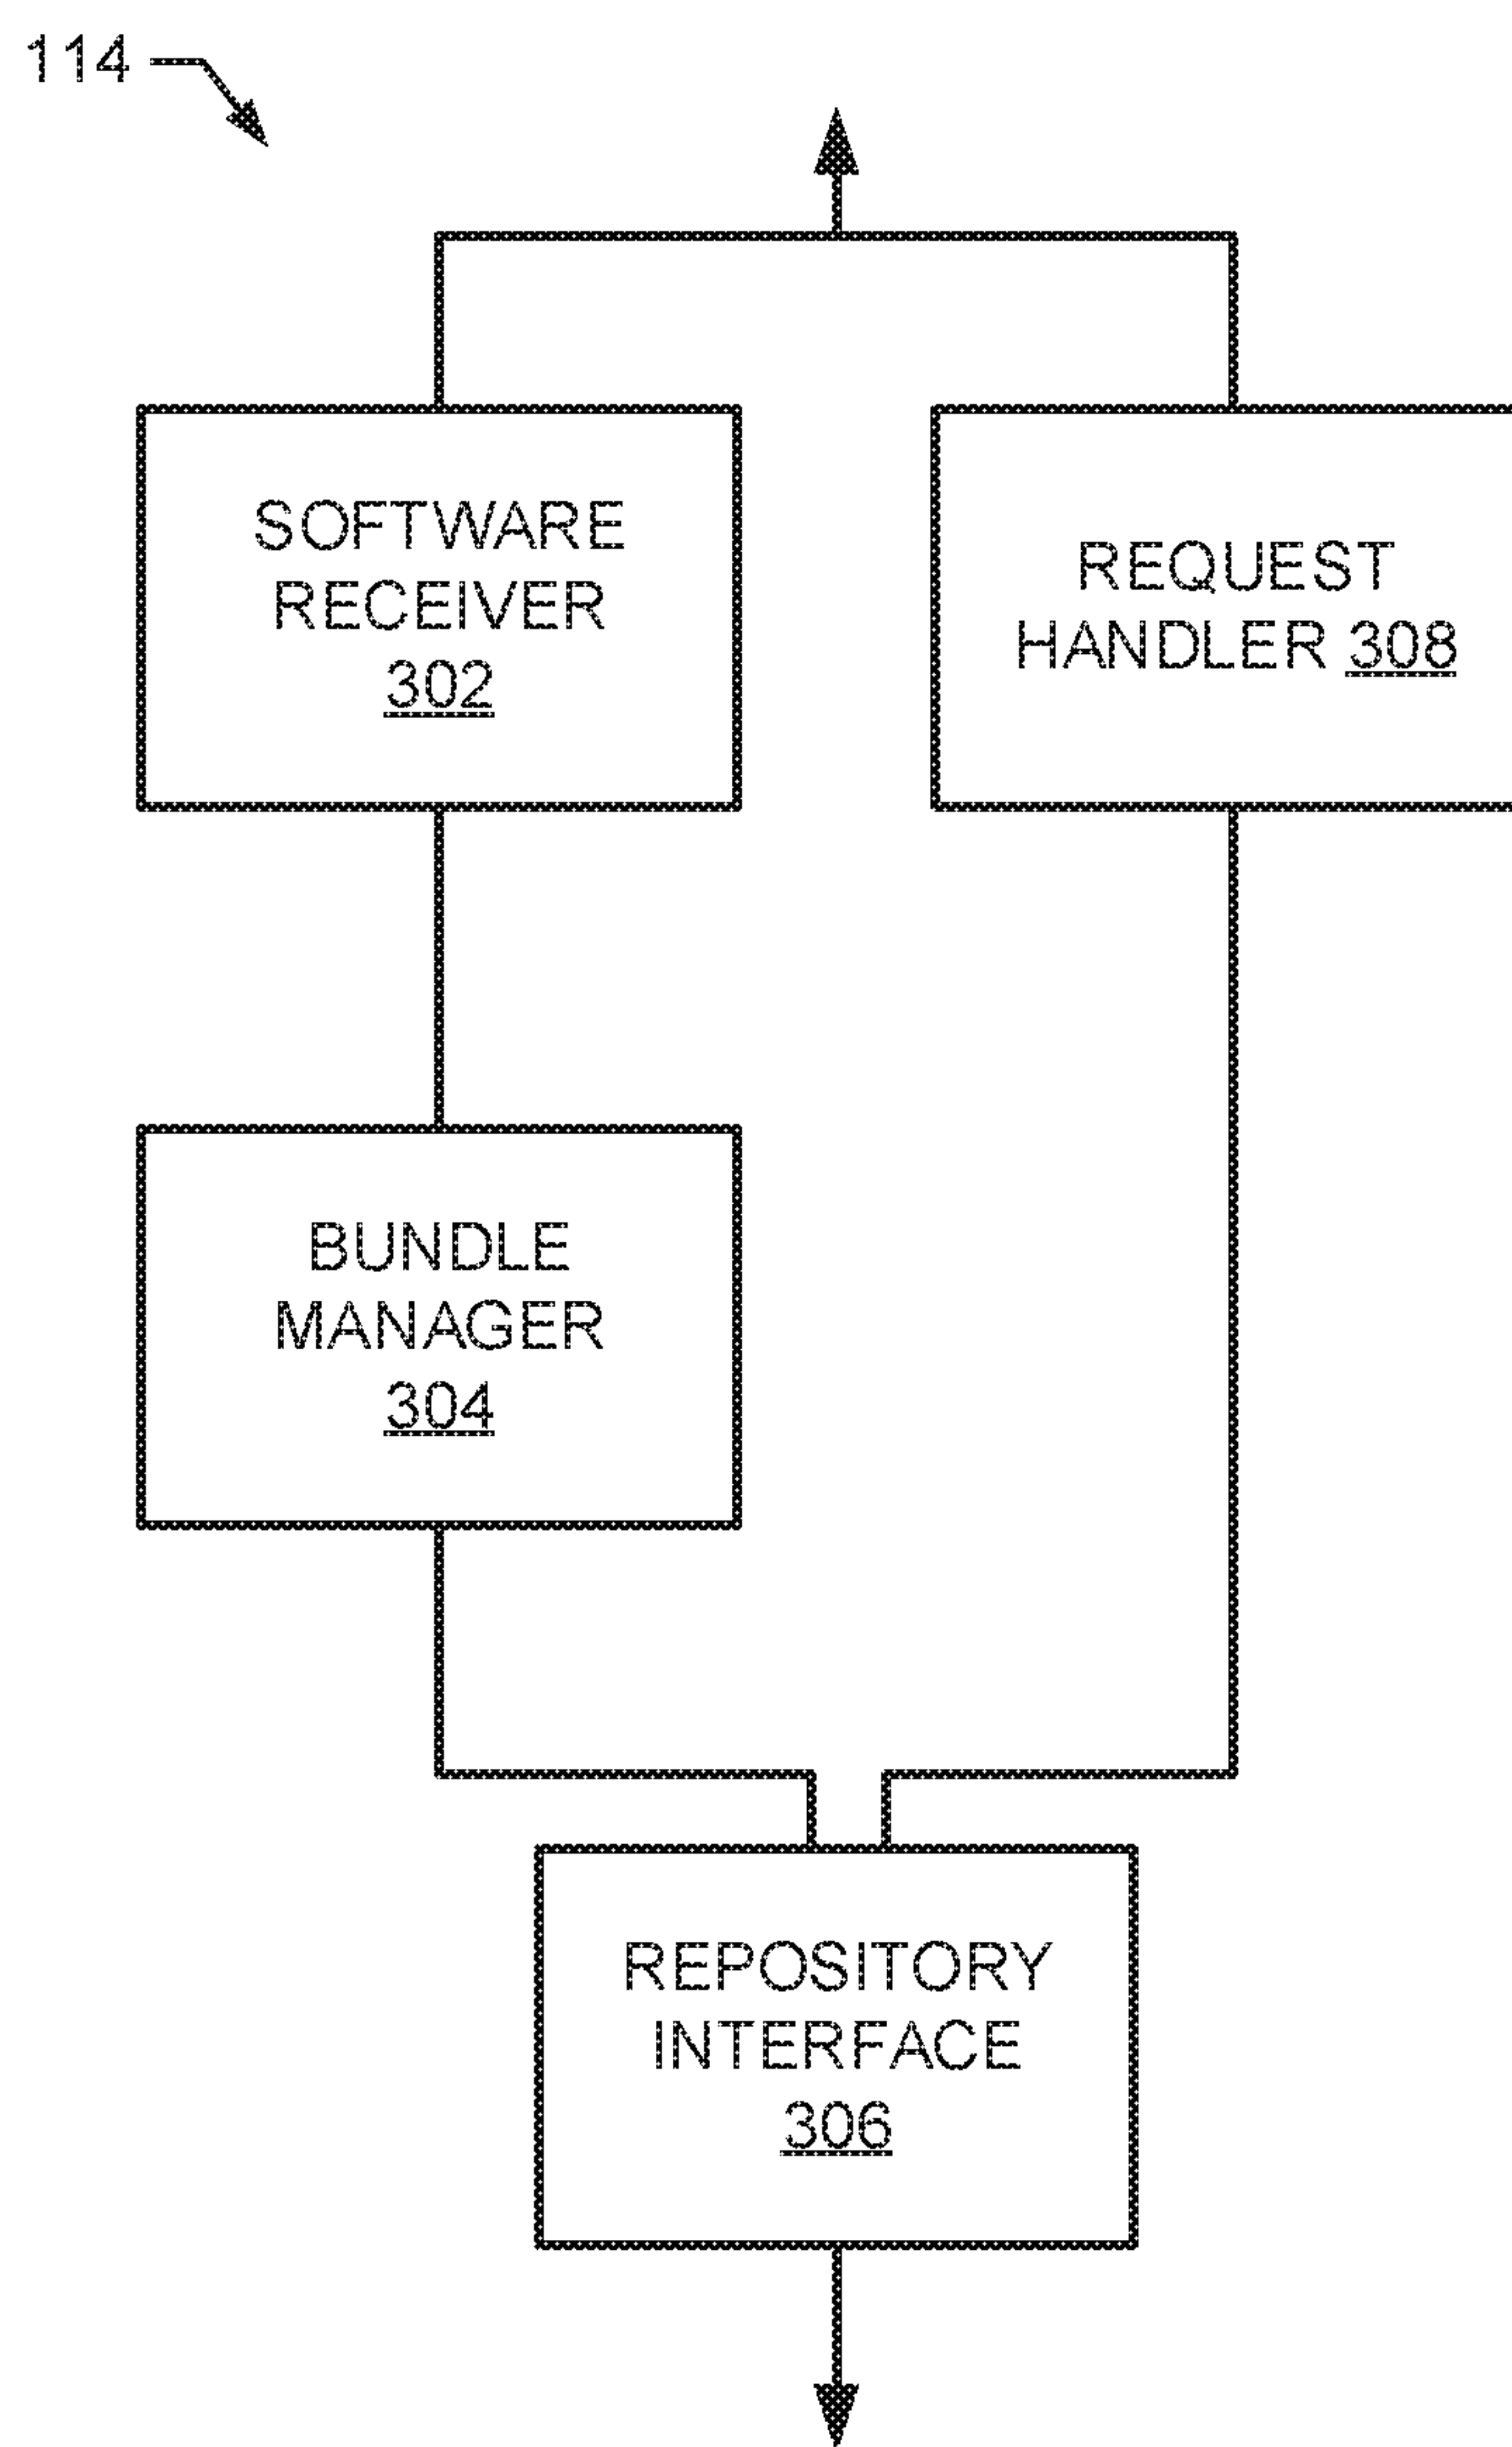 114
SOFTWARE
RECEIVER
302
REQUEST
HANDLER 308
BUNDLE
MANAGER
304
REPOSITORY
INTERFACE
306